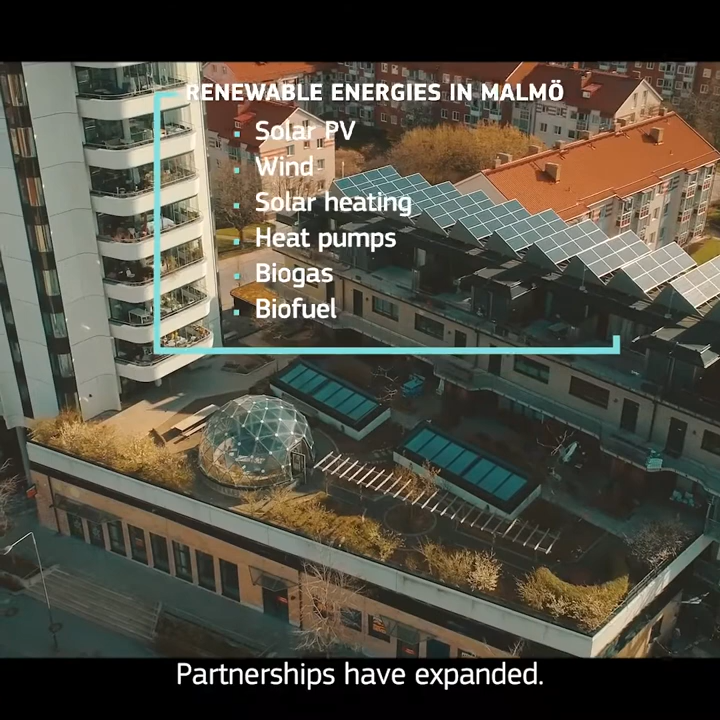 RENEWABLE ENERGIES IN MALMÖ
Solar PV
Wind
Solar heating
Heat pumps
Biogas
Biofuel
Partnerships have expanded.